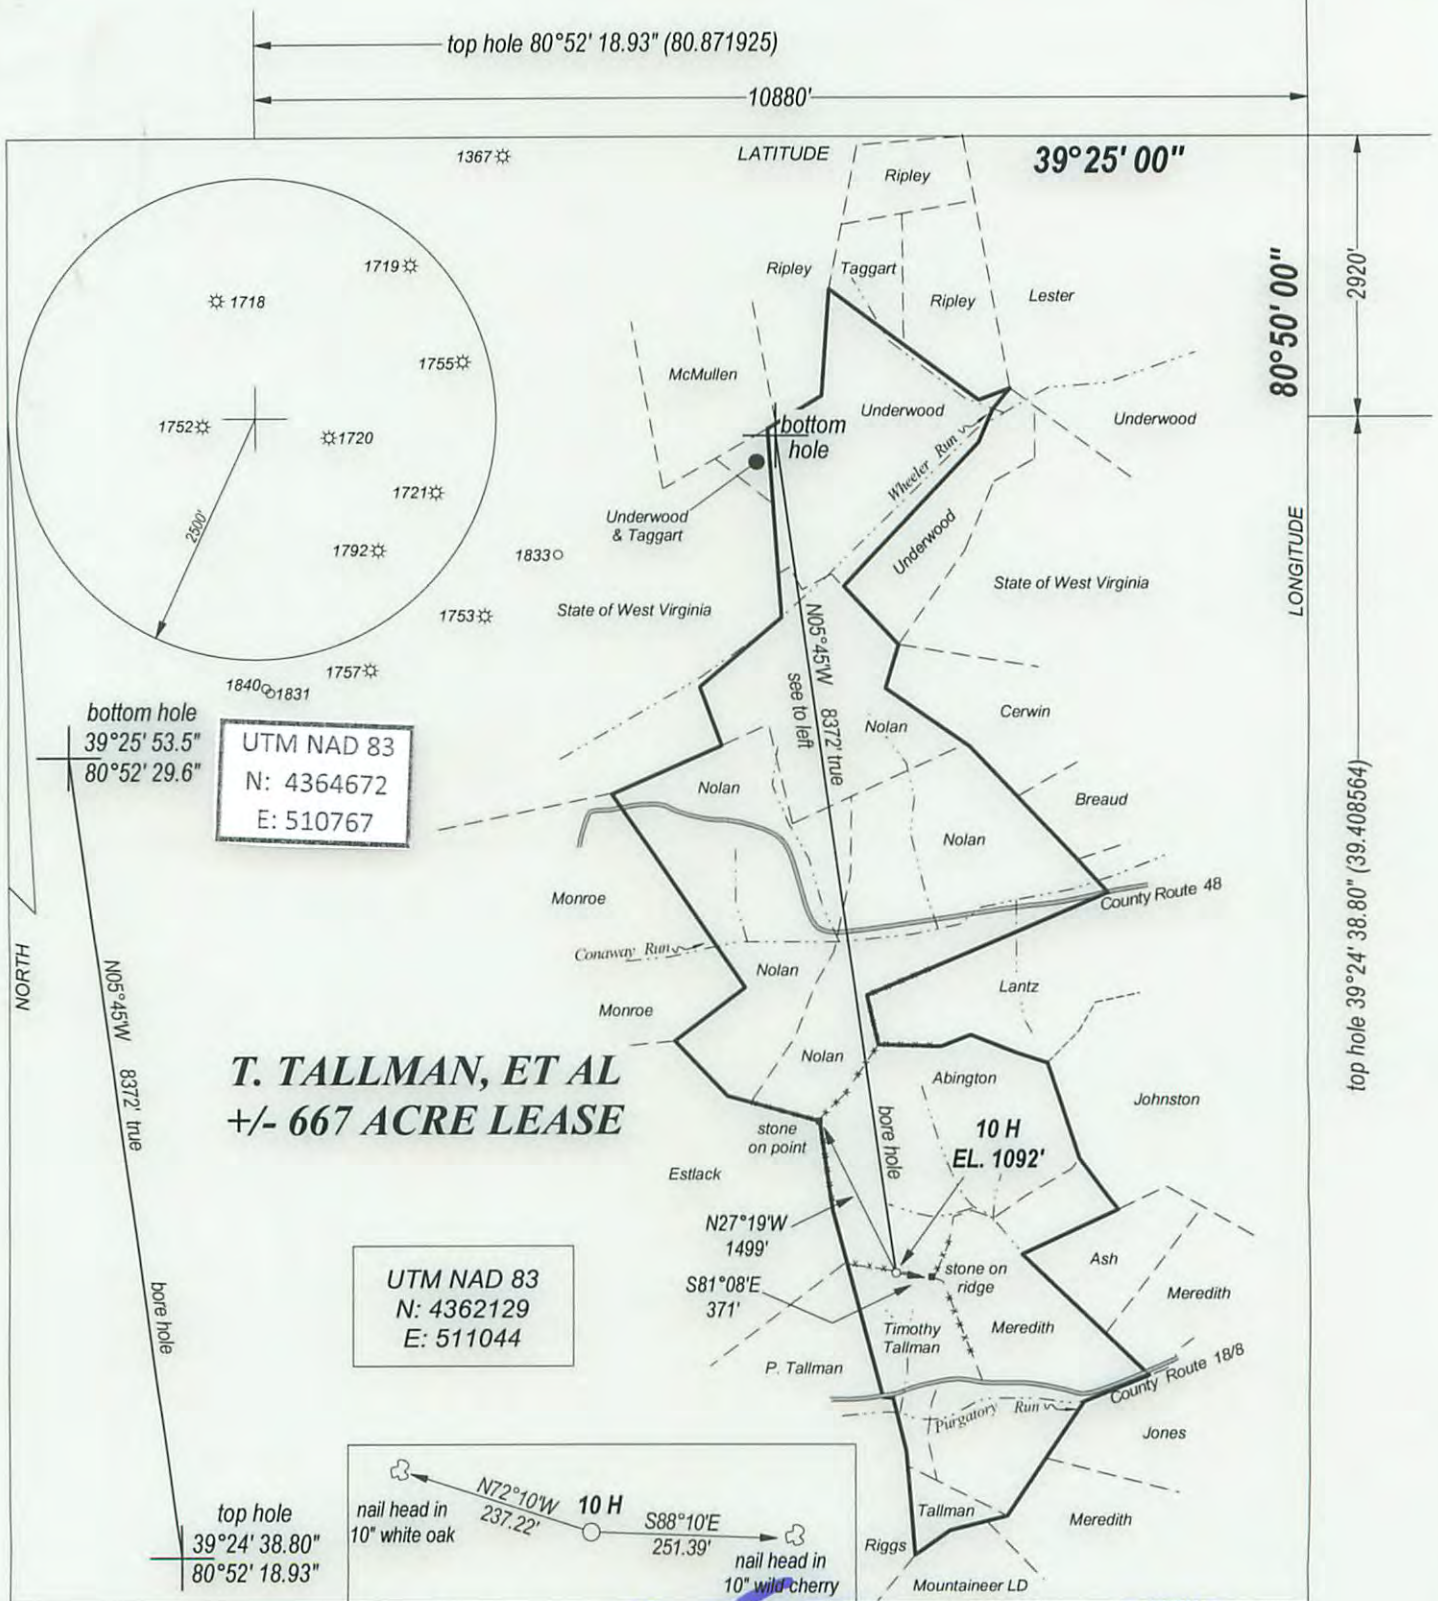 top hole 80°52' 18.93" (80.871925)
10880'
LATITUDE
39°25' 00"
1367
Ripley
1719
1718
Ripley
Taggart
Ripley
Lester
80°50' 00"
2920'
1755
McMullen
Underwood
Underwood
1752
1720
bottom
hole
Wheeler Run
1721
2500'
Underwood
& Taggart
Underwood
LONGITUDE
1792
1833
State of West Virginia
State of West Virginia
1753
N05°45'W 8372' true
see to left
1757
1840
1831
bottom hole
39°25' 53.5"
80°52' 29.6"
UTM NAD 83
N: 4364672
E: 510767
Nolan
Cerwin
Nolan
Breaud
Nolan
top hole 39°24' 38.80" (39.408564)
Monroe
County Route 48
Conaway Run
NORTH
Nolan
Lantz
N05°45'W 8372' true
Monroe
Nolan
T. TALLMAN, ET AL
+/- 667 ACRE LEASE
Abington
Johnston
stone
on point
bore hole
10 H
EL. 1092'
Estlack
N27°19'W
1499'
S81°08'E
371'
stone on
ridge
Ash
Meredith
UTM NAD 83
N: 4362129
E: 511044
bore hole
Timothy
Tallman
Meredith
P. Tallman
County Route 18/8
Purgatory Run
Jones
nail head in
10" white oak
N72°10'W
237.22'
10 H
S88°10'E
251.39'
nail head in
10" wild cherry
top hole
39°24' 38.80"
80°52' 18.93"
Tallman
Meredith
Riggs
Mountaineer LD